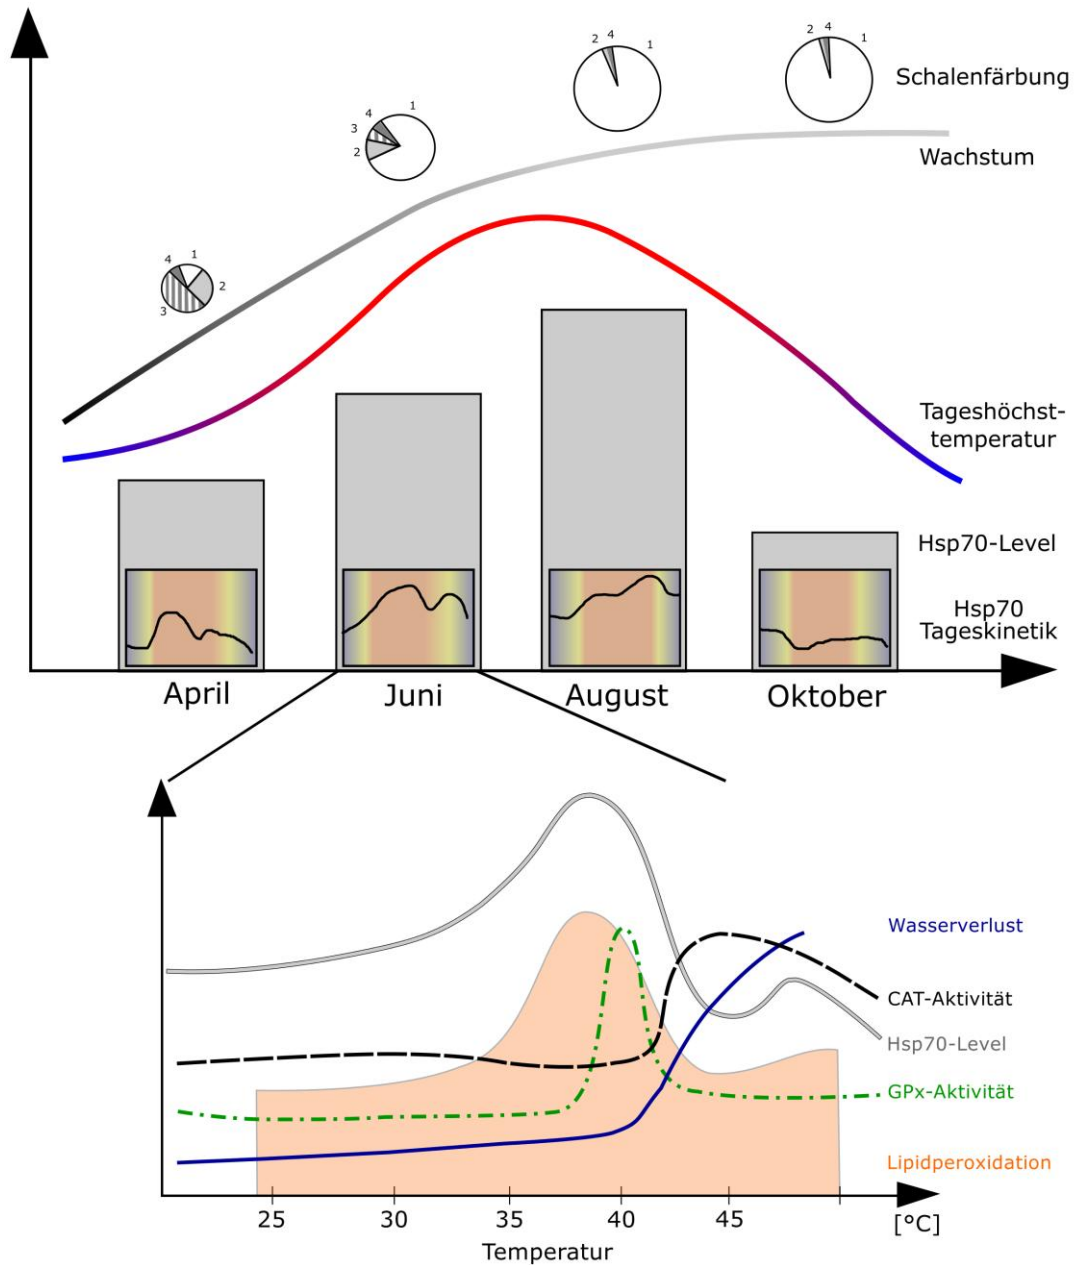 2 4 1
2 4 1
Schalenfärbung
4 1
3
2
Wachstum
4 1
2
3
Tageshöchst-
temperatur
Hsp70-Level
Hsp70
Tageskinetik
April Juni August Oktober
Wasserverlust
CAT-Aktivität
Hsp70-Level
GPx-Aktivität
Lipidperoxidation
25 30 35 40 45 [°C]
Temperatur